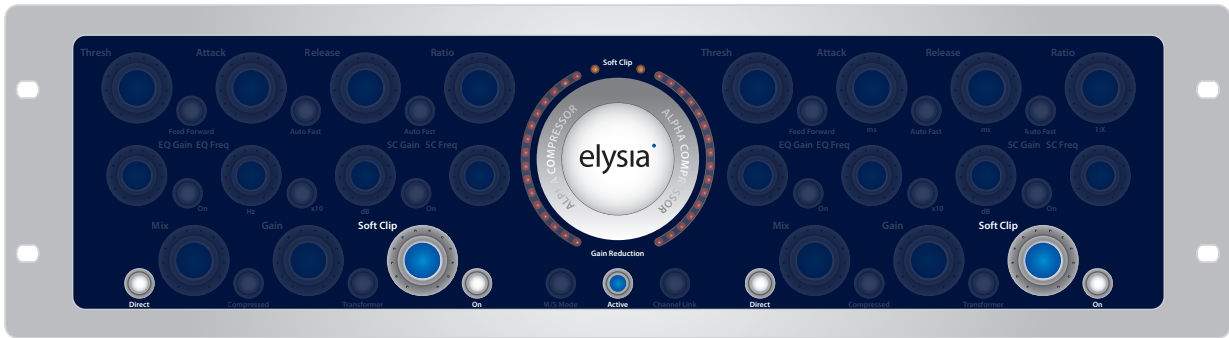 Thresh Attack Release Ratio
Feed Forward Auto Fast Auto Fast
EQ Gain EQ Freq SC Gain SC Freq
On Hz x10 dB On
Mix Gain Soft Clip
Direct Compressed Transformer On
Soft Clip
ALPHA COMPRESSOR
ALPHA COMPRESSOR
elysia
Gain Reduction
M/S Mode Active Channel Link
Thresh Attack Release Ratio
Feed Forward ms Auto Fast ms Auto Fast 1:X
EQ Gain EQ Freq SC Gain SC Freq
On x10 dB On
Mix Gain Soft Clip
Direct Compressed Transformer On